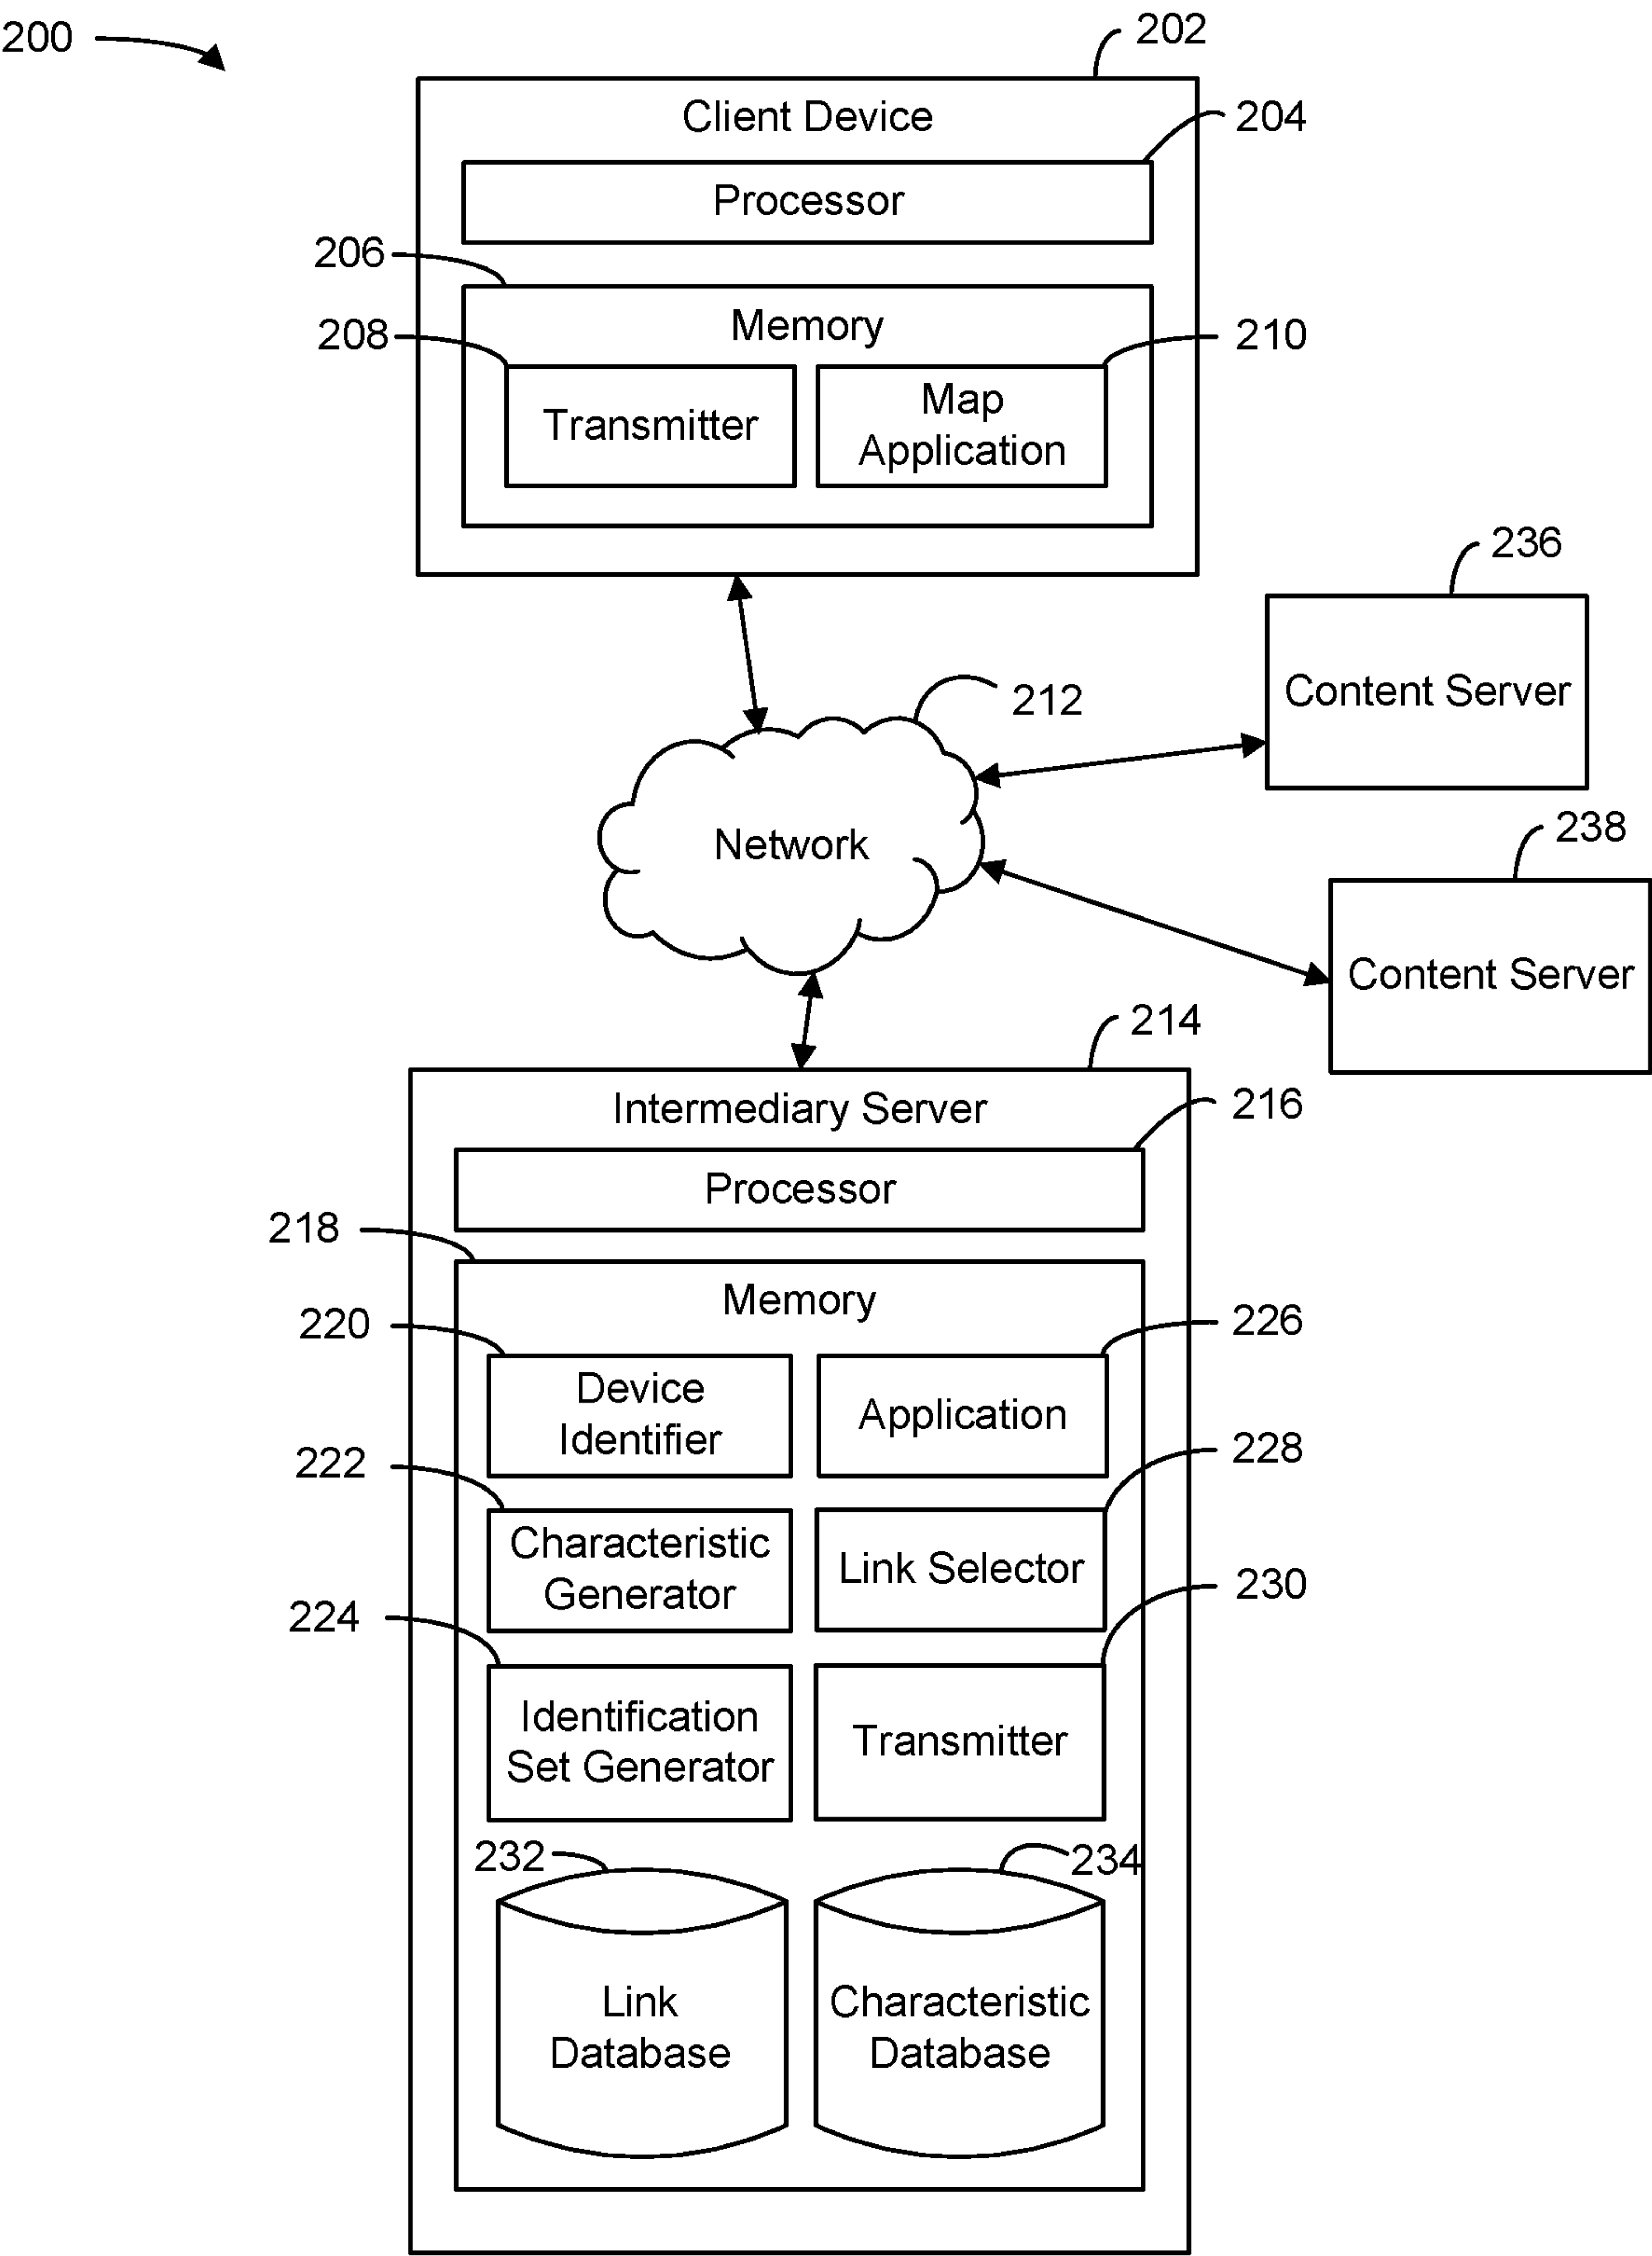 200
202
Client Device
204
Processor
206
Memory
208
210
Transmitter
Map
Application
236
Content Server
212
Network
238
Content Server
214
Intermediary Server
216
Processor
218
Memory
220
226
Device
Identifier
Application
222
228
Characteristic
Generator
Link Selector
224
230
Identification
Set Generator
Transmitter
232
234
Link
Database
Characteristic
Database